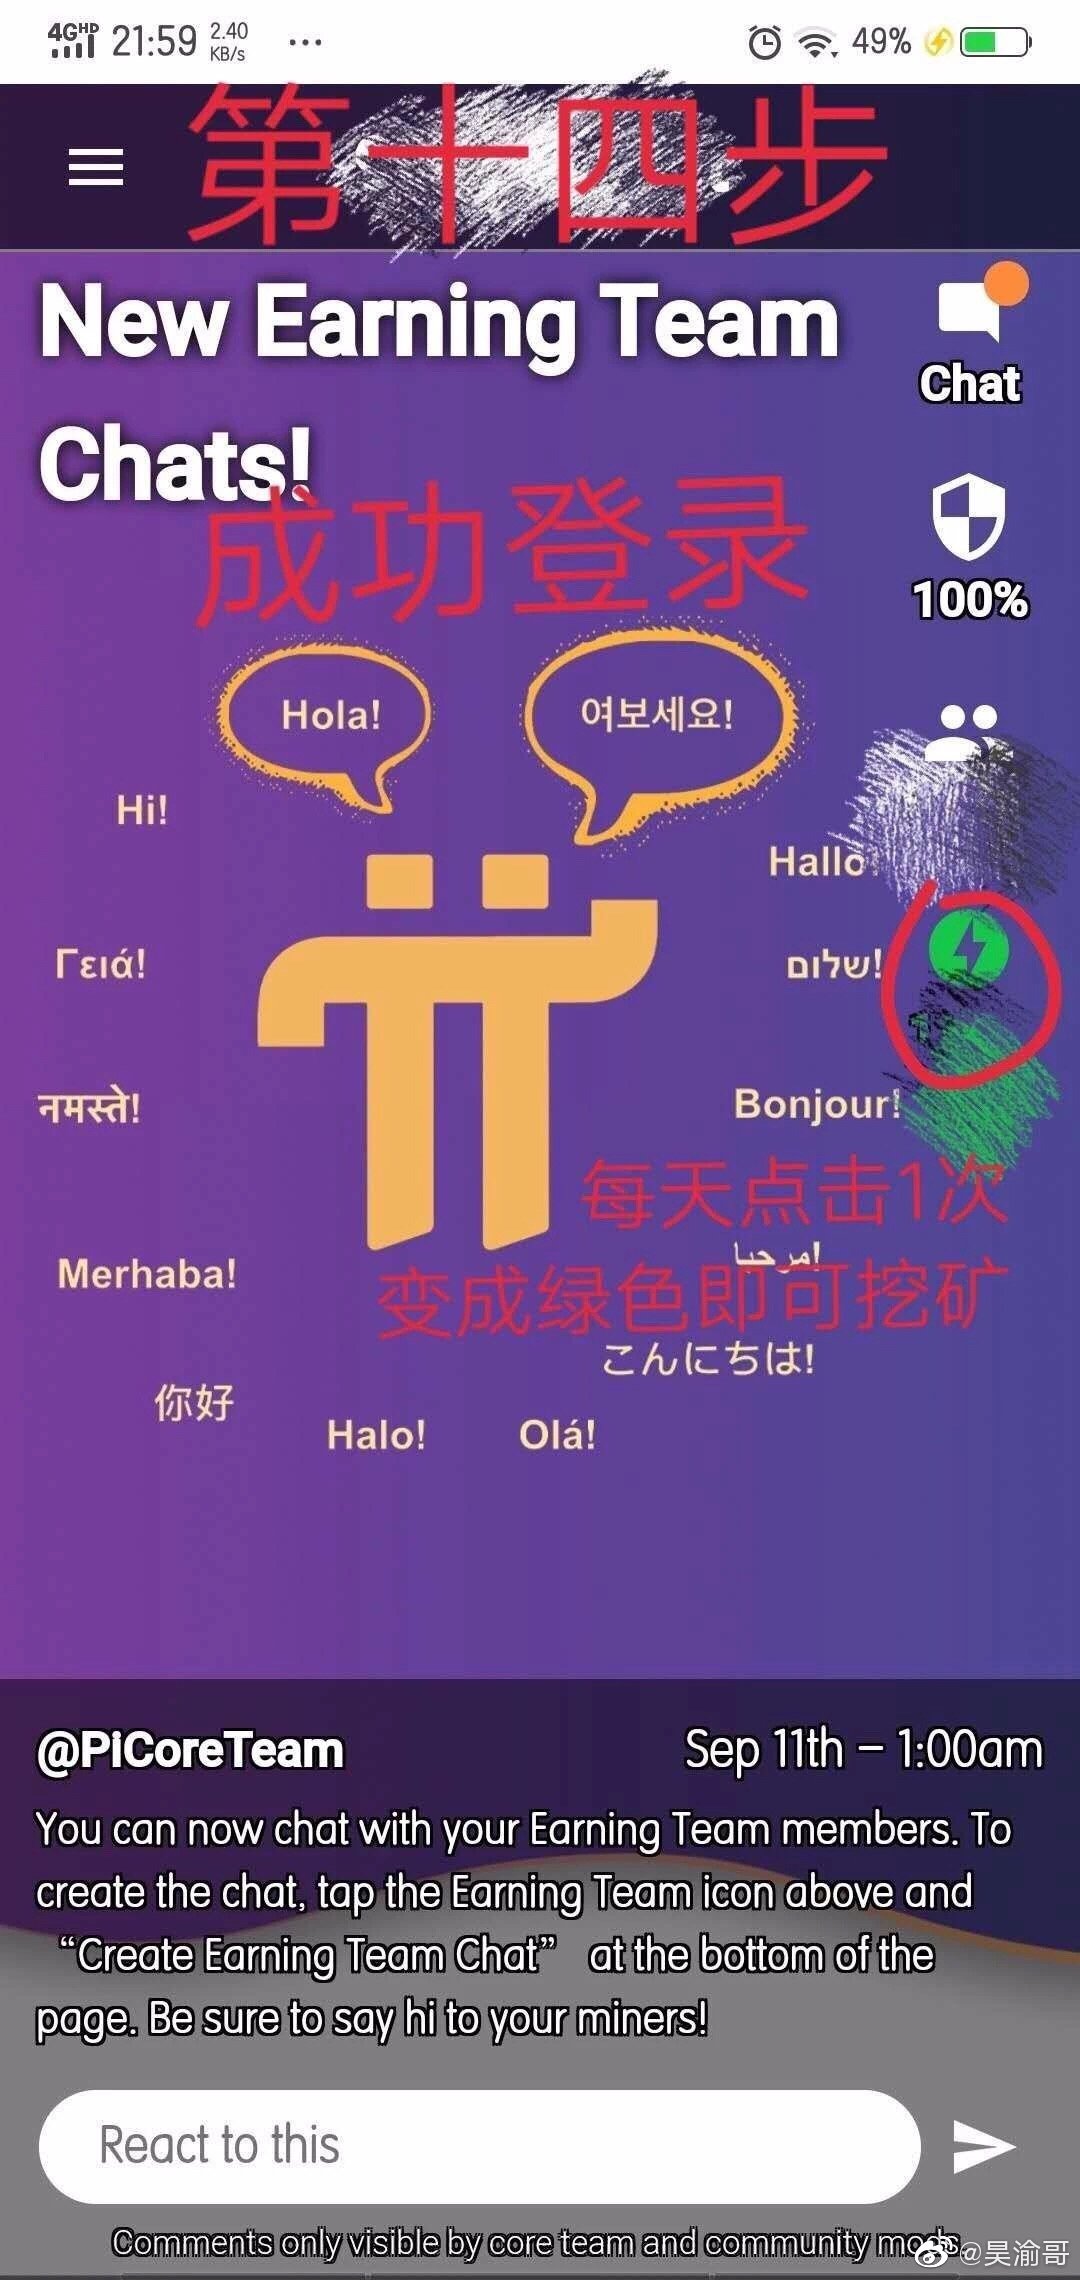 4GHD 21:59 2.40 KB/s ... 49%
第十四步
New Earning Team
Chats!
Chat
成功登录
100%
Hola!
여보세요!
Hi!
Hallo!
Γειά!
שלום!
नमस्ते!
Bonjour!
每天点击1次
مرحبا!
Merhaba!
变成绿色即可挖矿
こんにちは!
你好
Halo!
Olá!
@PiCoreTeam
Sep 11th – 1:00am
You can now chat with your Earning Team members. To
create the chat, tap the Earning Team icon above and
“Create Earning Team Chat” at the bottom of the
page. Be sure to say hi to your miners!
React to this
Comments only visible by core team and community mods.
@昊渝哥